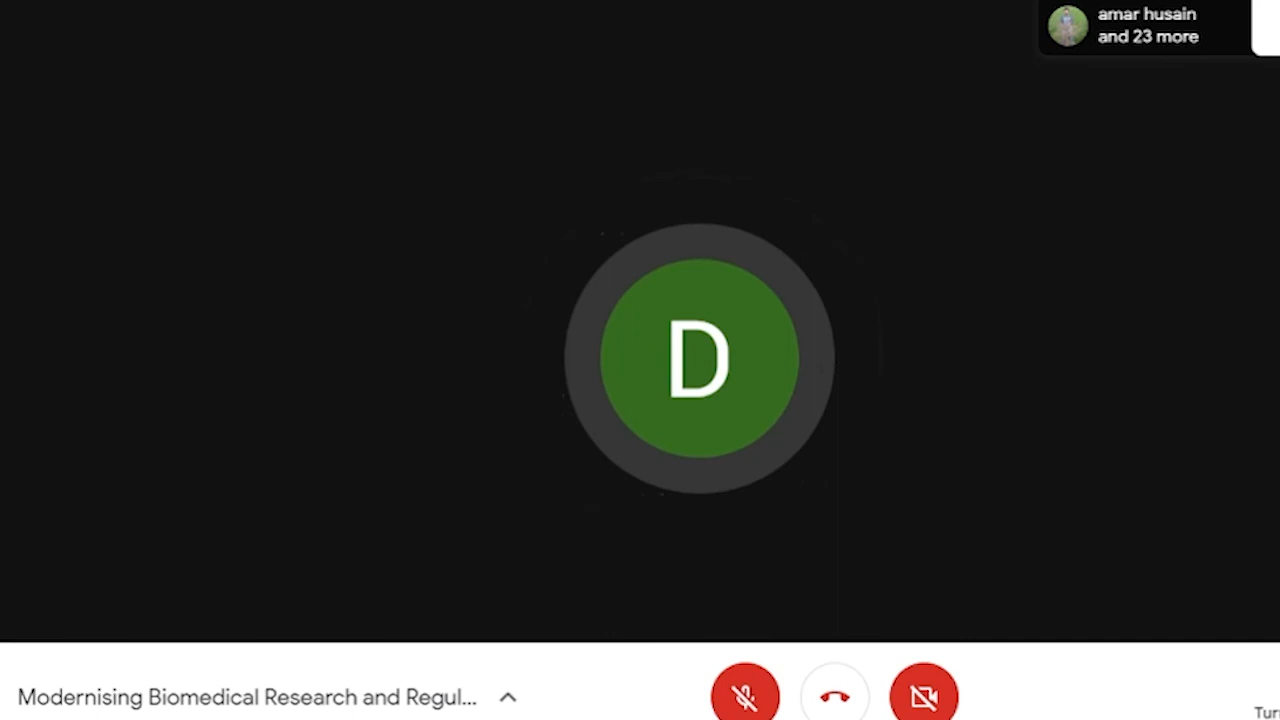 amar husain
and 23 more
D
Modernising Biomedical Research and Regul...